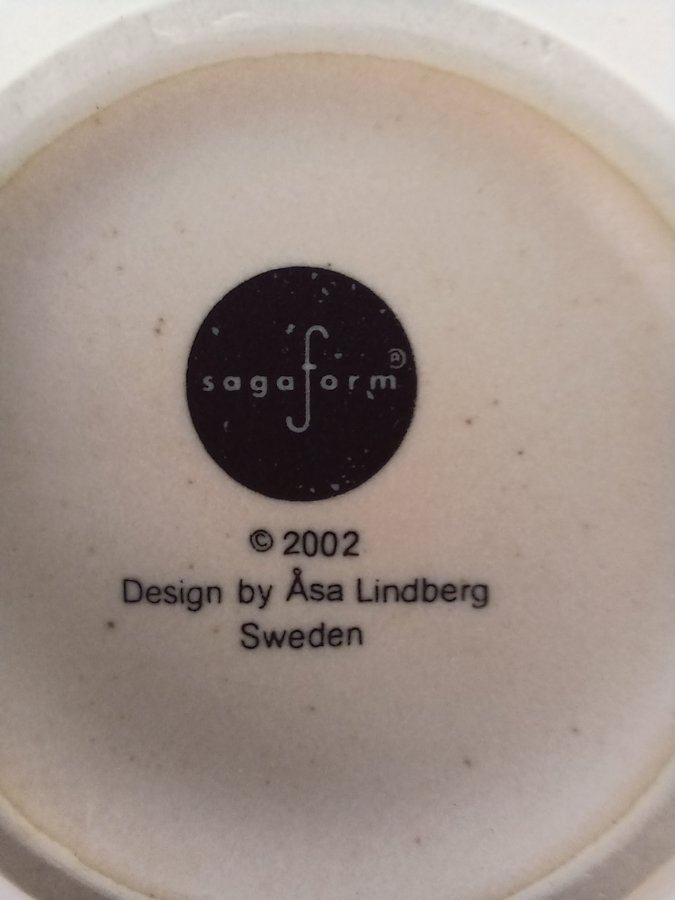 sagaform®
© 2002
Design by Åsa Lindberg
Sweden